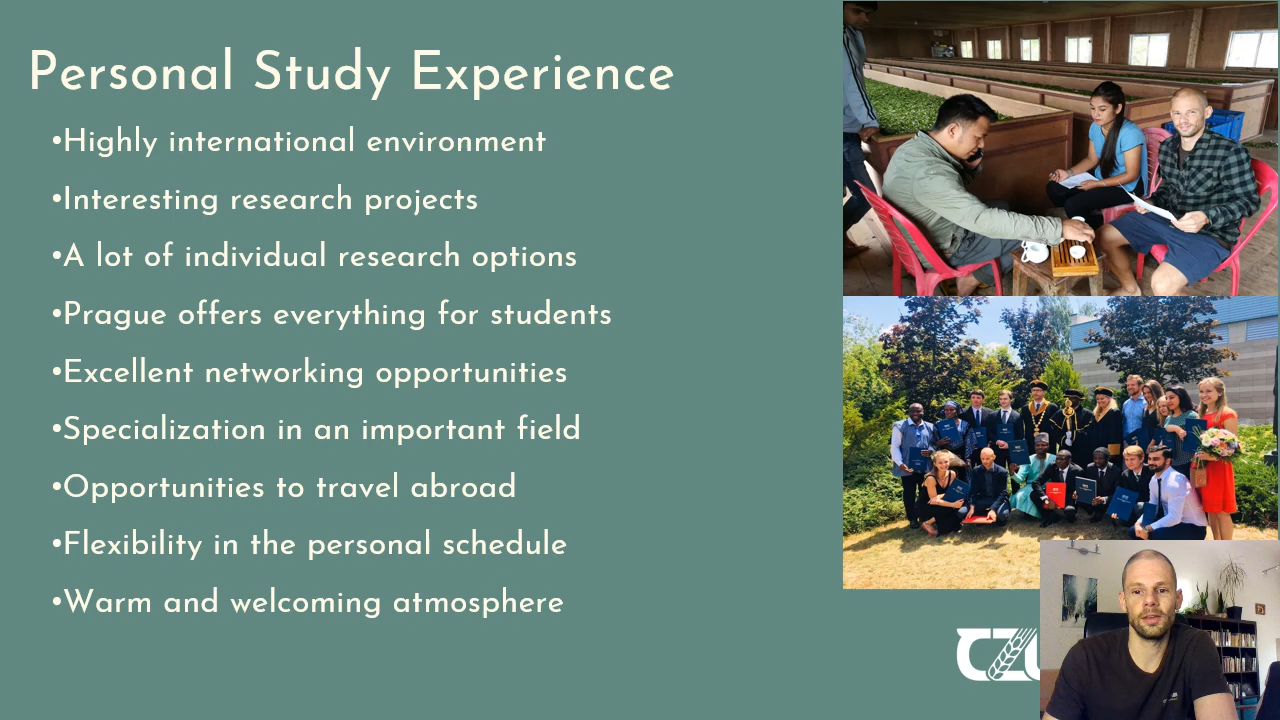 Personal Study Experience
•Highly international environment
•Interesting research projects
•A lot of individual research options
•Prague offers everything for students
•Excellent networking opportunities
•Specialization in an important field
•Opportunities to travel abroad
•Flexibility in the personal schedule
•Warm and welcoming atmosphere
CZU